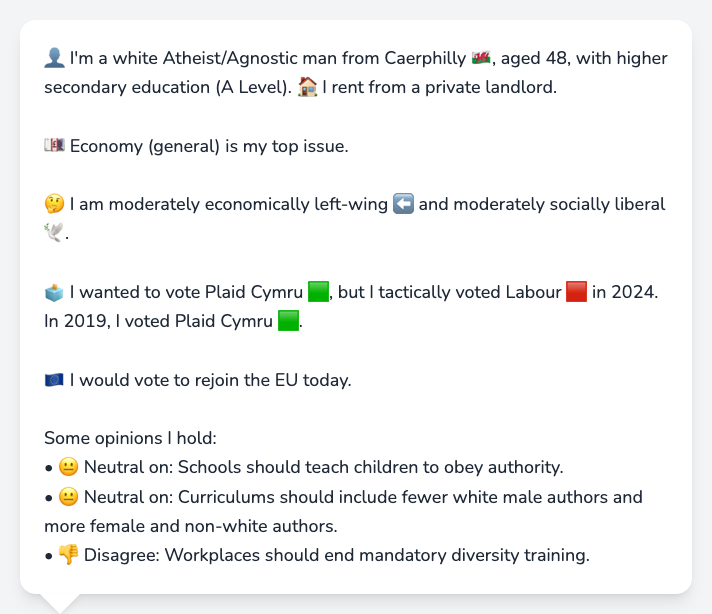 👤 I'm a white Atheist/Agnostic man from Caerphilly 🏴󠁧󠁢󠁷󠁬󠁳󠁿, aged 48, with higher
secondary education (A Level). 🏠 I rent from a private landlord.
💷 Economy (general) is my top issue.
🤔 I am moderately economically left-wing ⬅️ and moderately socially liberal
🕊️.
🗳️ I wanted to vote Plaid Cymru 🟩, but I tactically voted Labour 🟥 in 2024.
In 2019, I voted Plaid Cymru 🟩.
🇪🇺 I would vote to rejoin the EU today.
Some opinions I hold:
• 😐 Neutral on: Schools should teach children to obey authority.
• 😐 Neutral on: Curriculums should include fewer white male authors and
more female and non-white authors.
• 👎 Disagree: Workplaces should end mandatory diversity training.